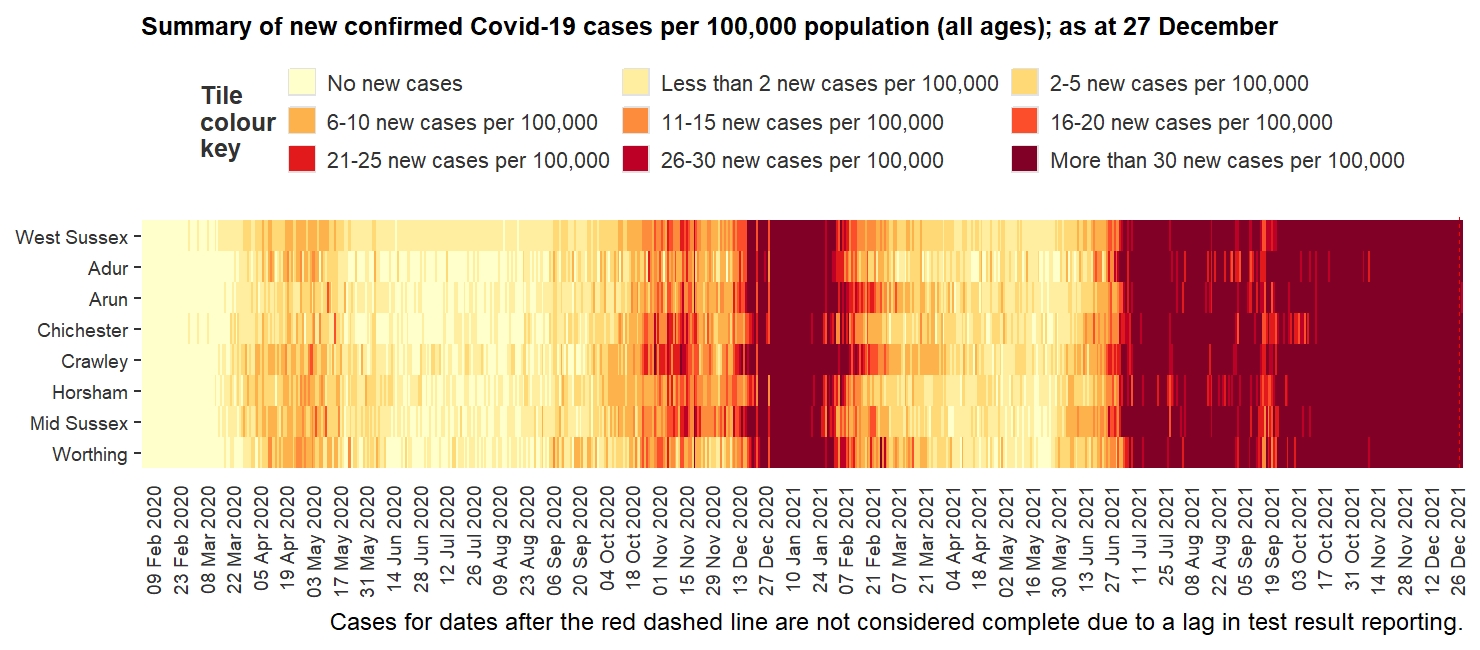 Summary of new confirmed Covid-19 cases per 100,000 population (all ages); as at 27 December
Tile
colour
key
No new cases
Less than 2 new cases per 100,000
2-5 new cases per 100,000
6-10 new cases per 100,000
11-15 new cases per 100,000
16-20 new cases per 100,000
21-25 new cases per 100,000
26-30 new cases per 100,000
More than 30 new cases per 100,000
West Sussex
Adur
Arun
Chichester
Crawley
Horsham
Mid Sussex
Worthing
09 Feb 2020
23 Feb 2020
08 Mar 2020
22 Mar 2020
05 Apr 2020
19 Apr 2020
03 May 2020
17 May 2020
31 May 2020
14 Jun 2020
28 Jun 2020
12 Jul 2020
26 Jul 2020
09 Aug 2020
23 Aug 2020
06 Sep 2020
20 Sep 2020
04 Oct 2020
18 Oct 2020
01 Nov 2020
15 Nov 2020
29 Nov 2020
13 Dec 2020
27 Dec 2020
10 Jan 2021
24 Jan 2021
07 Feb 2021
21 Feb 2021
07 Mar 2021
21 Mar 2021
04 Apr 2021
18 Apr 2021
02 May 2021
16 May 2021
30 May 2021
13 Jun 2021
27 Jun 2021
11 Jul 2021
25 Jul 2021
08 Aug 2021
22 Aug 2021
05 Sep 2021
19 Sep 2021
03 Oct 2021
17 Oct 2021
31 Oct 2021
14 Nov 2021
28 Nov 2021
12 Dec 2021
26 Dec 2021
Cases for dates after the red dashed line are not considered complete due to a lag in test result reporting.